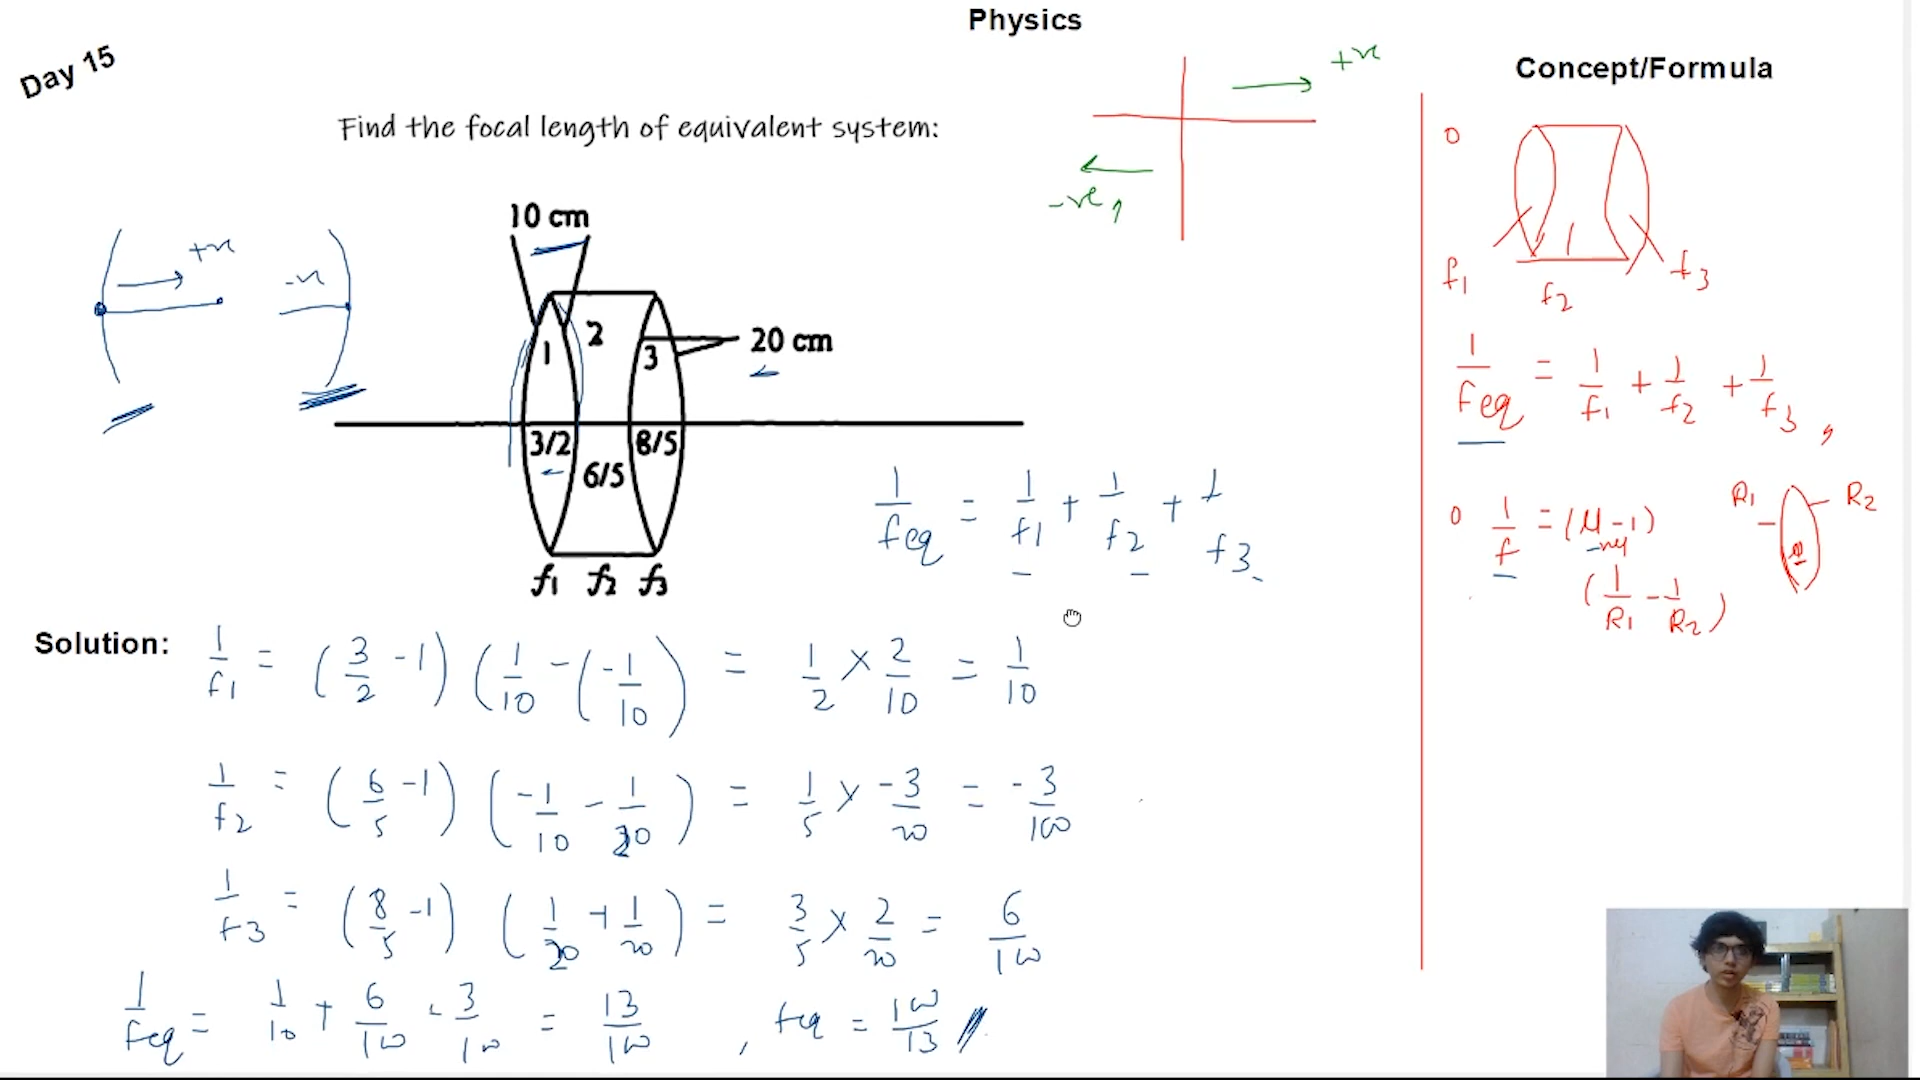 Physics
Day 15
Concept/Formula
Find the focal length of equivalent system:
+ve
-ve,
+ve
-ve
10 cm
1
2
3
20 cm
3/2
6/5
8/5
f1 f2 f3
1/feq = 1/f1 + 1/f2 + 1/f3
f1
f2
f3
1/feq = 1/f1 + 1/f2 + 1/f3,
1/f = (μ-1)
(1/R1 - 1/R2)
R1
R2
μ
Solution:
1/f1 = (3/2 - 1) (1/10 - (-1/10) = 1/2 × 2/10 = 1/10
1/f2 = (6/5 - 1) (-1/10 - 1/20) = 1/5 × -3/20 = -3/100
1/f3 = (8/5 - 1) (1/20 + 1/20) = 3/5 × 2/20 = 6/100
1/feq = 1/10 + 6/100 - 3/100 = 13/100, feq = 100/13